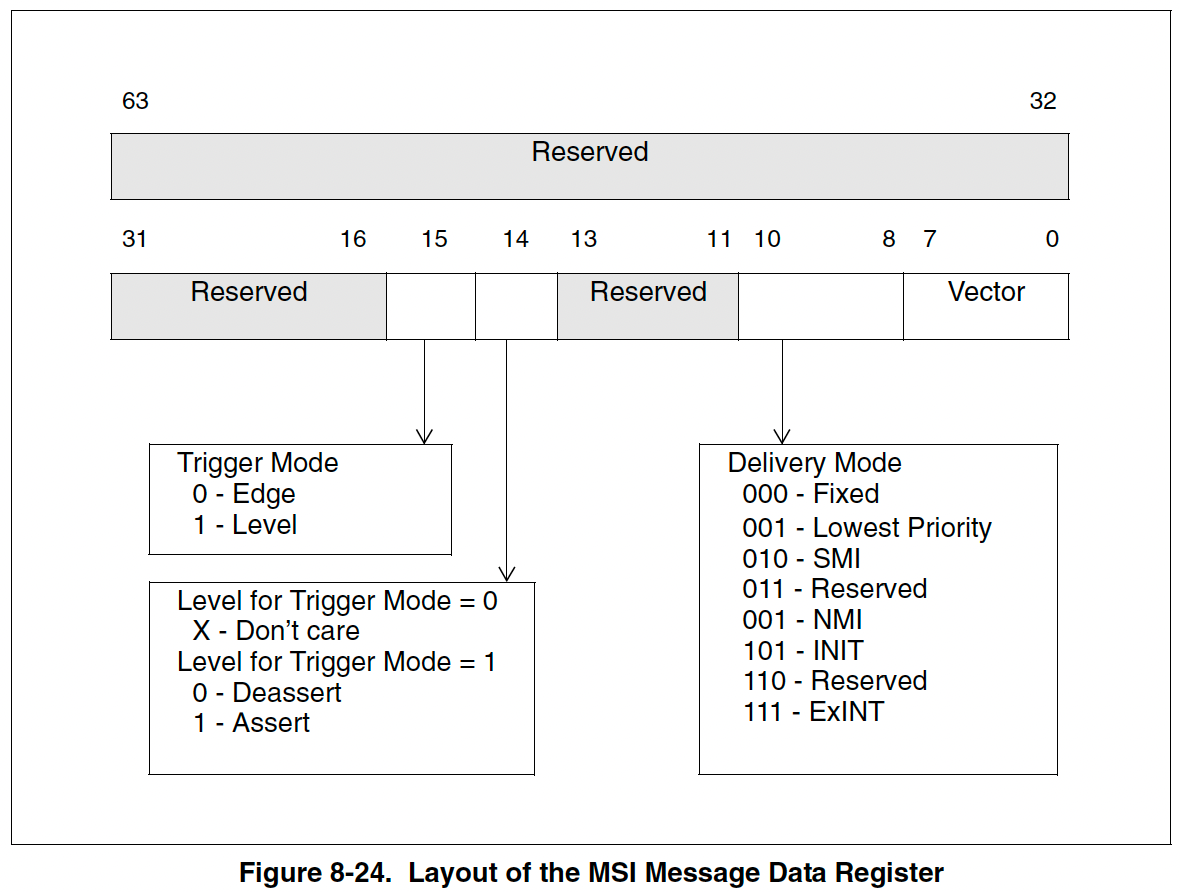 63 32
Reserved
31 16 15 14 13 11 10 8 7 0
Reserved Reserved Vector
Trigger Mode
0 - Edge
1 - Level
Level for Trigger Mode = 0
X - Don’t care
Level for Trigger Mode = 1
0 - Deassert
1 - Assert
Delivery Mode
000 - Fixed
001 - Lowest Priority
010 - SMI
011 - Reserved
001 - NMI
101 - INIT
110 - Reserved
111 - ExINT
Figure 8-24. Layout of the MSI Message Data Register